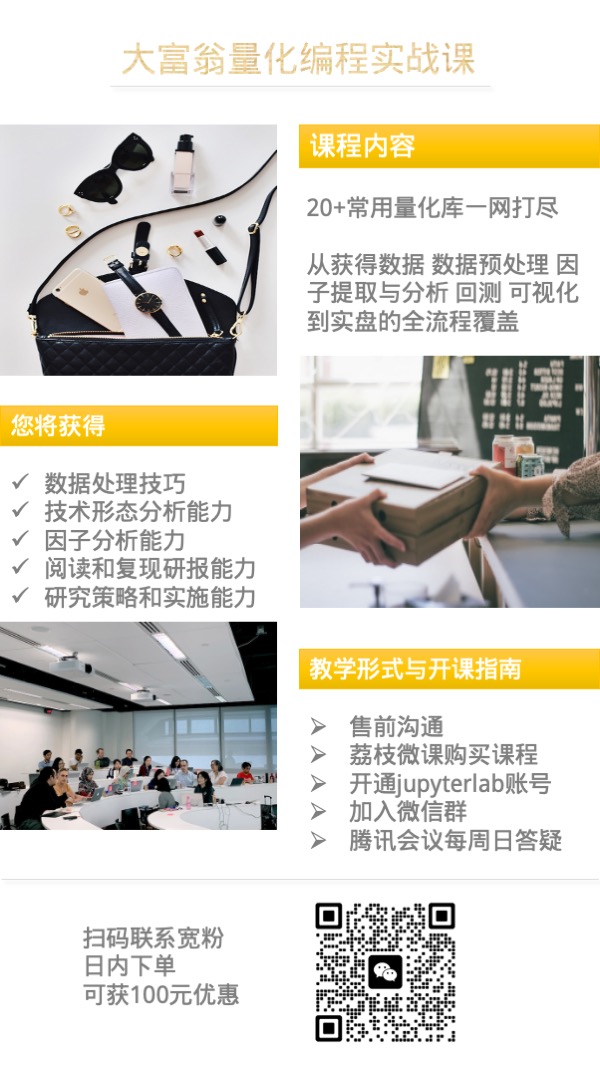 大富翁量化编程实战课
课程内容
20+常用量化库一网打尽
从获得数据 数据预处理 因
子提取与分析 回测 可视化
到实盘的全流程覆盖
您将获得
数据处理技巧
技术形态分析能力
因子分析能力
阅读和复现研报能力
研究策略和实施能力
教学形式与开课指南
售前沟通
荔枝微课购买课程
开通jupyterlab账号
加入微信群
腾讯会议每周日答疑
扫码联系宽粉
日内下单
可获100元优惠